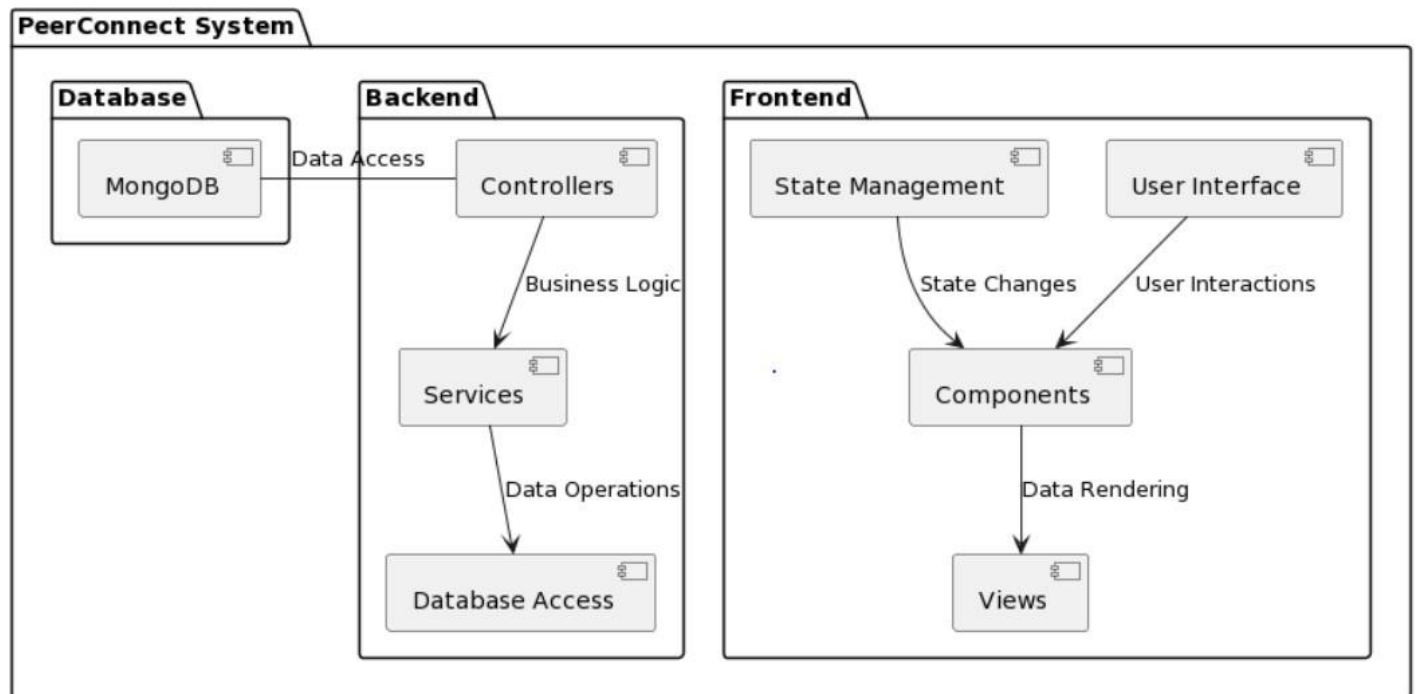 PeerConnect System
Database
Backend
Frontend
MongoDB
Data Access
Controllers
State Management
User Interface
Business Logic
State Changes
User Interactions
Services
Components
Data Operations
Data Rendering
Database Access
Views